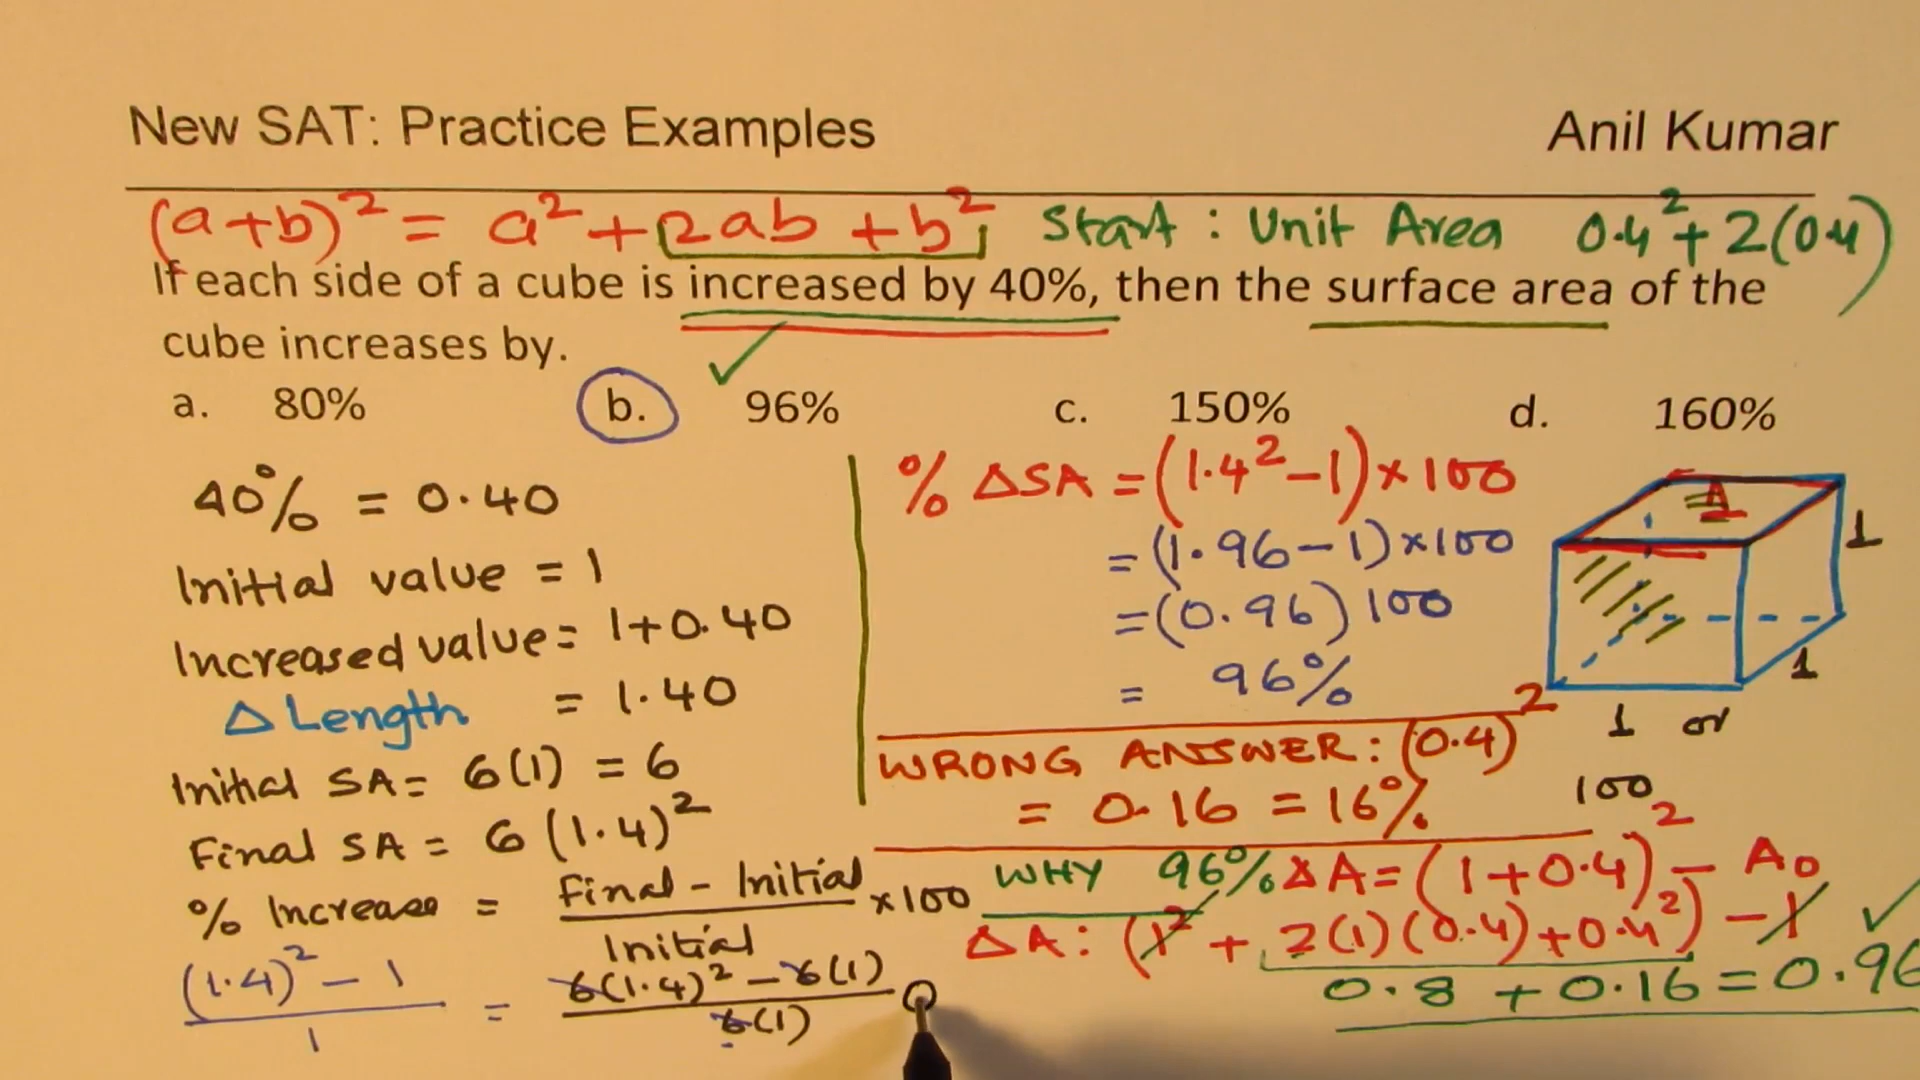 New SAT: Practice Examples Anil Kumar
(a+b)² = a² + 2ab + b² Start : Unit Area 0.4² + 2(0.4)
If each side of a cube is increased by 40%, then the surface area of the
cube increases by.
a. 80% b. 96% c. 150% d. 160%
40% = 0.40
Initial value = 1
Increased value = 1+0.40
Δ Length = 1.40
Initial SA = 6(1) = 6
Final SA = 6(1.4)²
% Increase = Final - Initial / Initial ×100
(1.4)² - 1 / 1 = 6(1.4)² - 6(1) / 6(1)
% ΔSA = (1.4² - 1) × 100
= (1.96 - 1) × 100
= (0.96) 100
= 96%
A
1
1
1 or
100
WRONG ANSWER : (0.4)²
= 0.16 = 16%
WHY 96% ΔA = (1+0.4)² - A₀
ΔA : (1² + 2(1)(0.4) + 0.4²) - 1
0.8 + 0.16 = 0.96